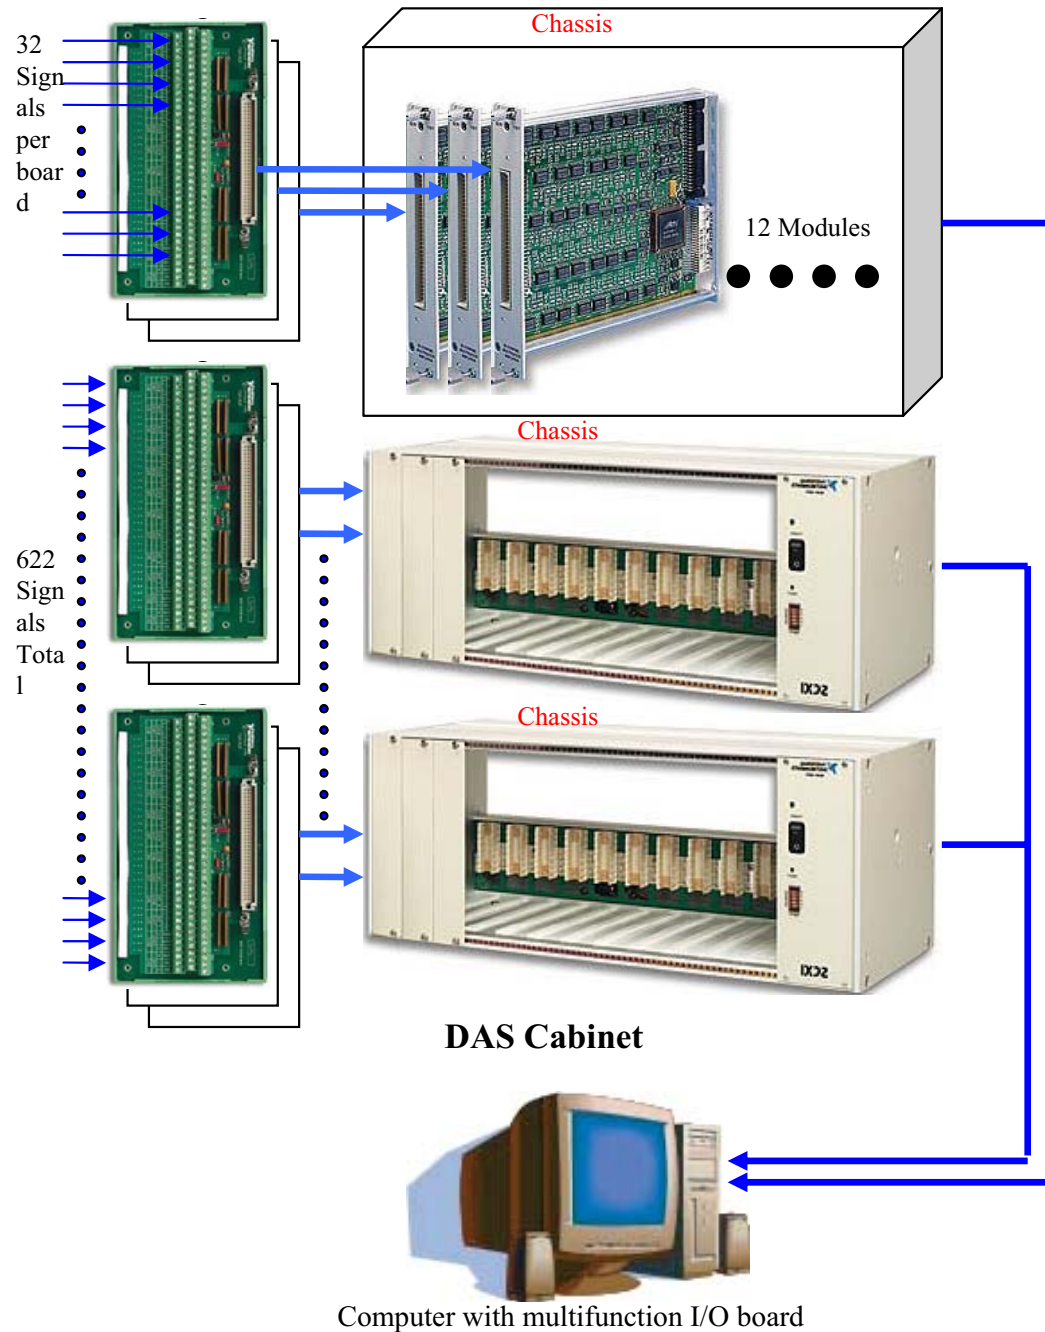 Chassis
32
Sign
als
per
boar
d
12 Modules
Chassis
622
Sign
als
Tota
l
SCXI
Chassis
SCXI
DAS Cabinet
Computer with multifunction I/O board